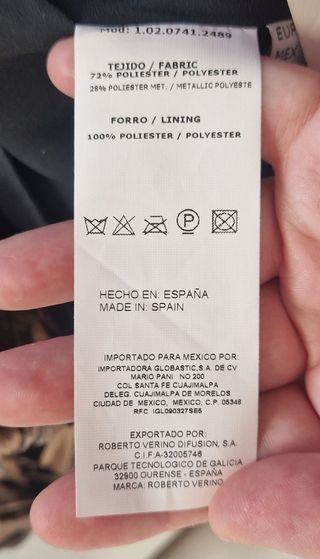 Mod: 1.02.0741.2489
TEJIDO / FABRIC
72% POLIESTER / POLYESTER
28% POLIESTER MET. / METALLIC POLYESTE
FORRO / LINING
100% POLIESTER / POLYESTER
P
HECHO EN: ESPAÑA
MADE IN: SPAIN
IMPORTADO PARA MEXICO POR:
IMPORTADORA GLOBASTIC,S.A. DE CV
MARIO PANI NO 200
COL SANTA FE CUAJIMALPA
DELEG. CUAJIMALPA DE MORELOS
CIUDAD DE MEXICO, MEXICO, C.P. 05348
RFC IGL090327SE5
EXPORTADO POR:
ROBERTO VERINO DIFUSION, S.A.
C.I.F.A-32005746
PARQUE TECNOLOGICO DE GALICIA
32900 OURENSE - ESPAÑA
MARCA: ROBERTO VERINO
EUR
MEX